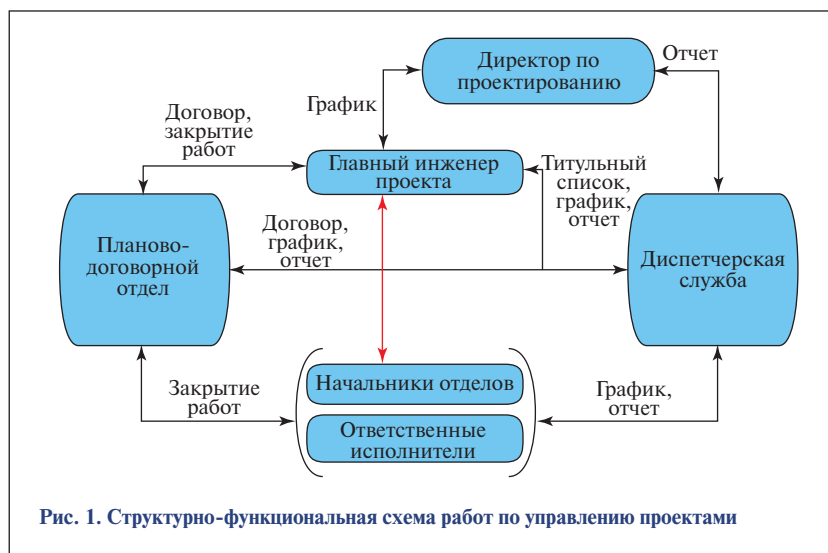 Директор по
проектированию
Отчет
График
Договор,
закрытие
работ
Главный инженер
проекта
Титульный
список,
график,
отчет
Планово-
договорной
отдел
Договор,
график,
отчет
Диспетчерская
служба
Закрытие
работ
Начальники отделов
Ответственные
исполнители
График,
отчет
Рис. 1. Структурно-функциональная схема работ по управлению проектами